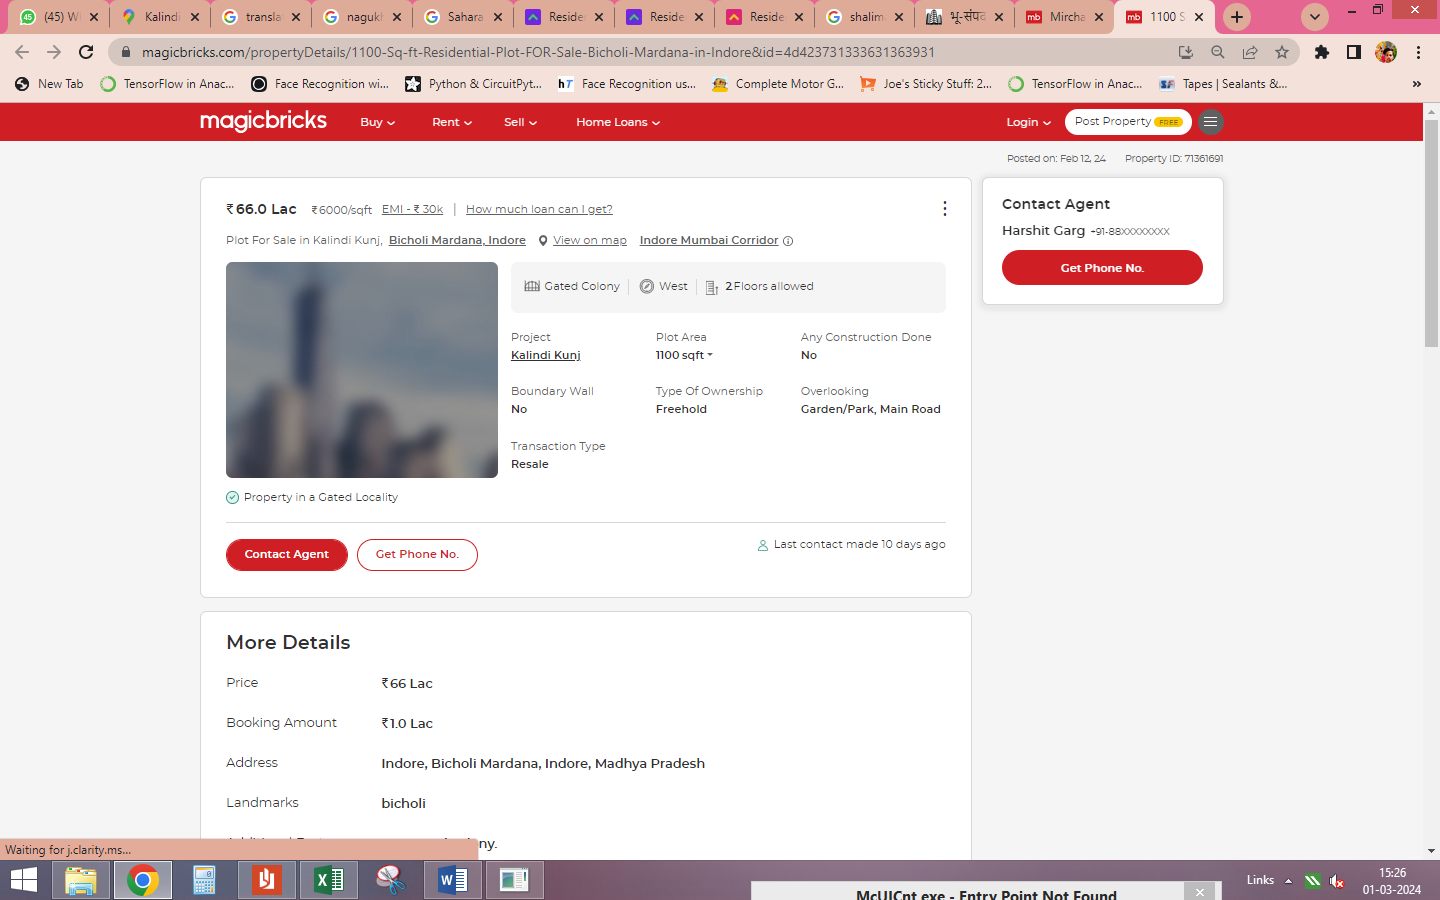 (45) W
Kalindi
translat
nagukh
Sahara
Reside
Reside
Reside
shalima
भू-संपद
Mircha
1100 S
magicbricks.com/propertyDetails/1100-Sq-ft-Residential-Plot-FOR-Sale-Bicholi-Mardana-in-Indore&id=4d423731333631363931
New Tab
TensorFlow in Anac...
Face Recognition wi...
Python & CircuitPyt...
hT Face Recognition us...
Complete Motor G...
Joe's Sticky Stuff: 2...
TensorFlow in Anac...
Tapes | Sealants &...
»
magicbricks
Buy
Rent
Sell
Home Loans
Login
Post Property FREE
Posted on: Feb 12, 24 Property ID: 71361691
₹66.0 Lac ₹6000/sqft EMI - ₹ 30k | How much loan can I get?
Plot For Sale in Kalindi Kunj, Bicholi Mardana, Indore View on map Indore Mumbai Corridor
Gated Colony
West
2 Floors allowed
Project
Kalindi Kunj
Plot Area
1100 sqft
Any Construction Done
No
Boundary Wall
No
Type Of Ownership
Freehold
Overlooking
Garden/Park, Main Road
Transaction Type
Resale
Property in a Gated Locality
Contact Agent
Get Phone No.
Last contact made 10 days ago
Contact Agent
Harshit Garg +91-88XXXXXXXX
Get Phone No.
More Details
Price ₹66 Lac
Booking Amount ₹1.0 Lac
Address Indore, Bicholi Mardana, Indore, Madhya Pradesh
Landmarks bicholi
ny.
Waiting for j.clarity.ms...
Links
15:26
01-03-2024
McUICnt.exe - Entry Point Not Found